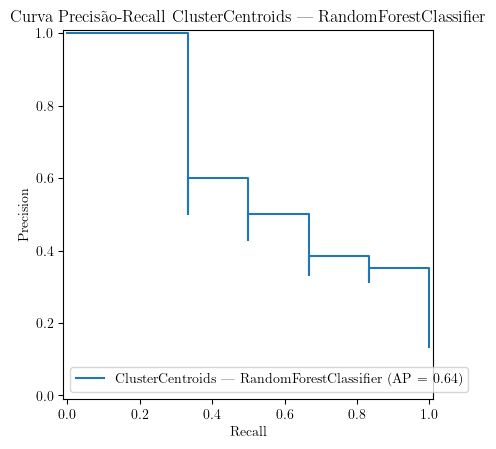 Curva Precisão-Recall ClusterCentroids — RandomForestClassifier
1.0
0.8
0.6
0.4
0.2
0.0
Precision
ClusterCentroids — RandomForestClassifier (AP = 0.64)
0.0 0.2 0.4 0.6 0.8 1.0
Recall